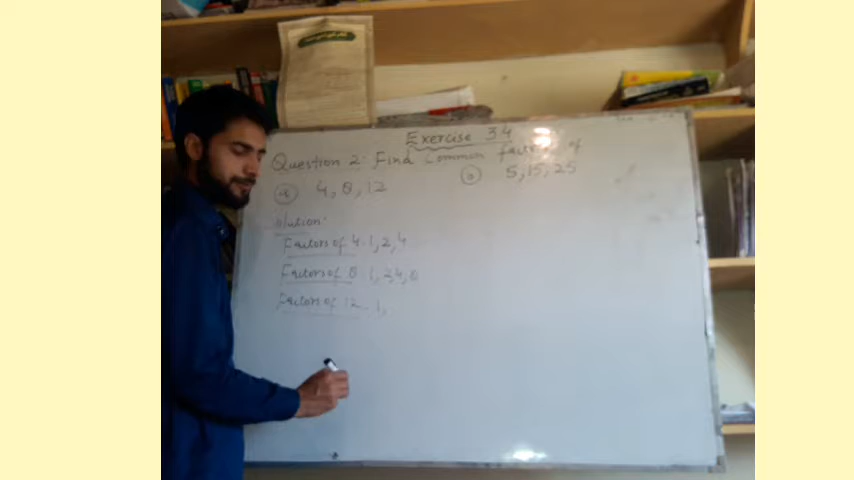 Exercise 3.4
Question 2: Find Common factors of
4, 8, 12
5, 15, 25
Solution:
Factors of 4. 1, 2, 4
Factors of 8. 1, 2, 4, 8
Factors of 12. 1,